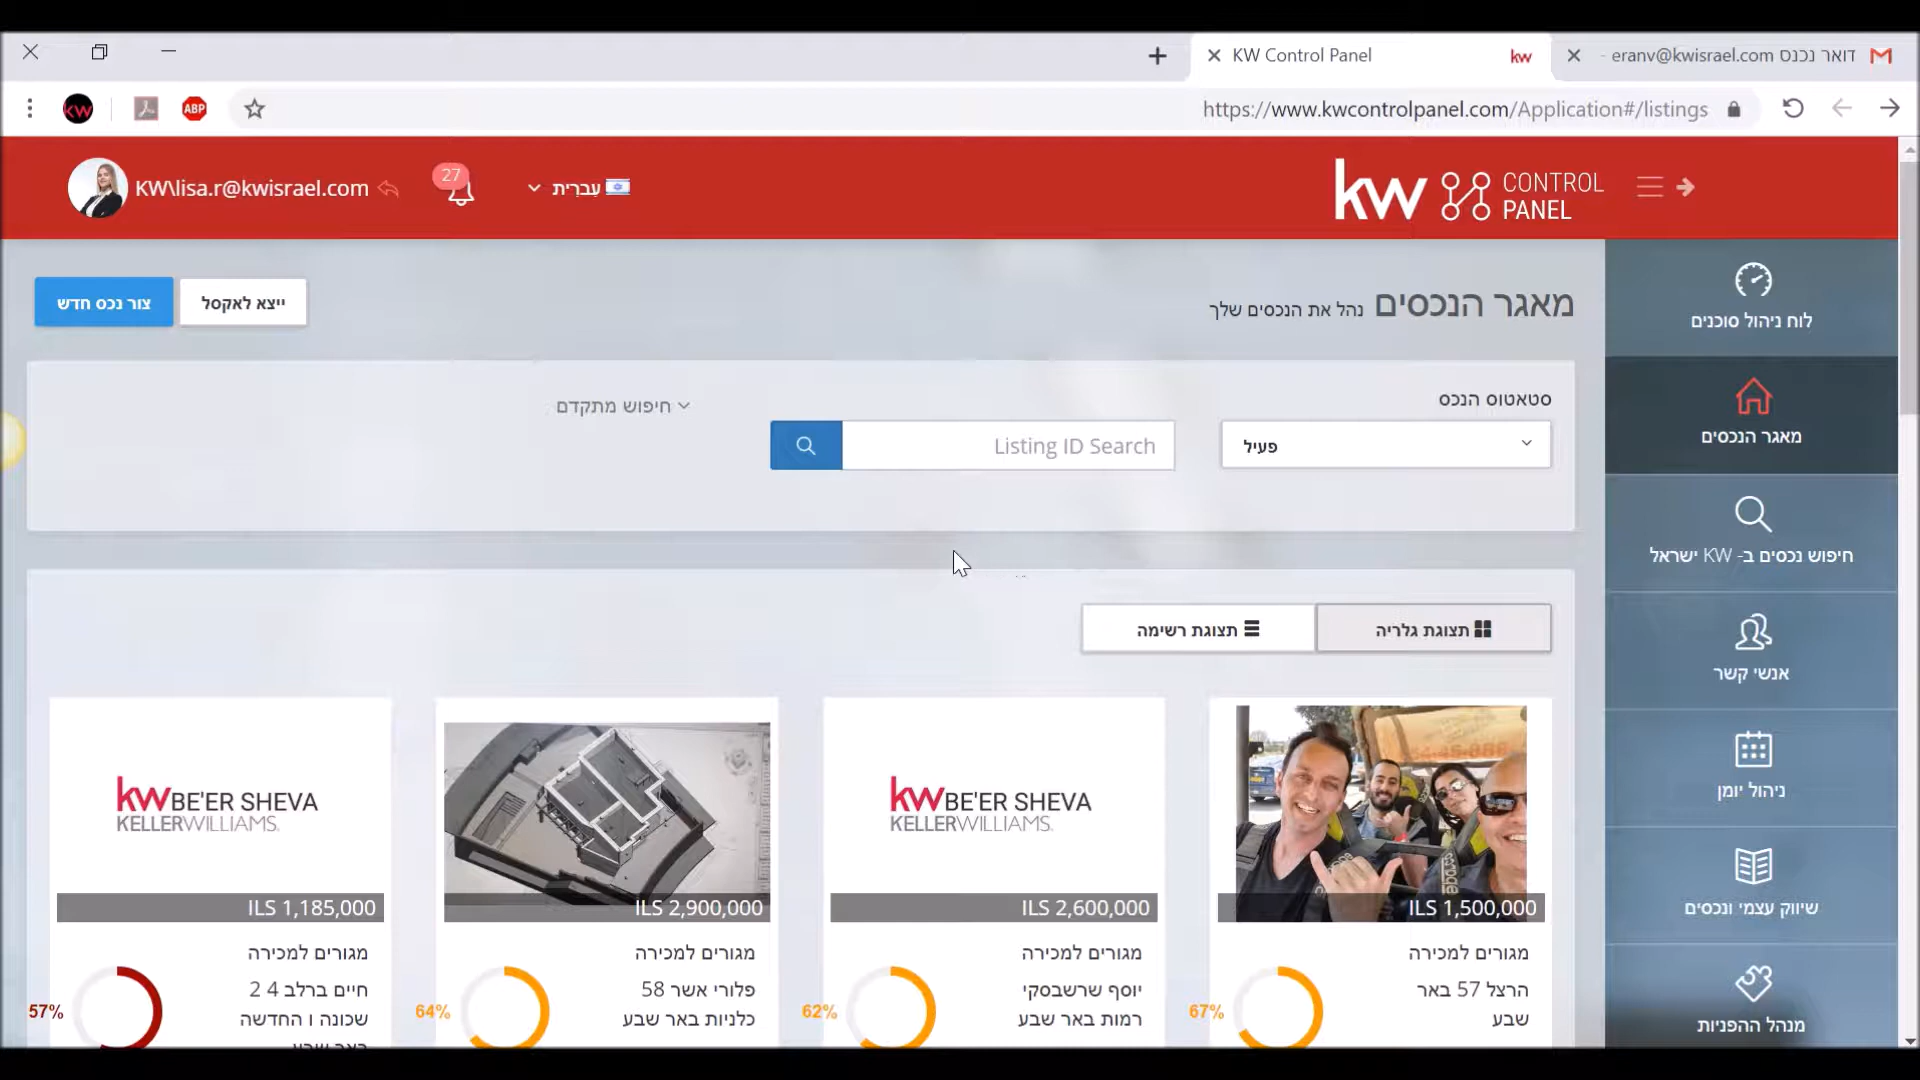 דואר נכנס eranv@kwisrael.com -
KW Control Panel
kw
https://www.kwcontrolpanel.com/Application#/listings
ABP
kw
kw CONTROL PANEL
עברית
27
KW\lisa.r@kwisrael.com
לוח ניהול סוכנים
מאגר הנכסים
חיפוש נכסים ב- KW ישראל
אנשי קשר
ניהול יומן
שיווק עצמי ונכסים
מנהל ההפניות
מאגר הנכסים נהל את הנכסים שלך
ייצא לאקסל
צור נכס חדש
סטאטוס הנכס
פעיל
Listing ID Search
חיפוש מתקדם
תצוגת גלריה
תצוגת רשימה
ILS 1,500,000
מגורים למכירה
הרצל 57 באר
שבע
67%
kw BE'ER SHEVA
KELLERWILLIAMS.
ILS 2,600,000
מגורים למכירה
יוסף שרשבסקי
רמות באר שבע
62%
ILS 2,900,000
מגורים למכירה
פלורי אשר 58
כלניות באר שבע
64%
kw BE'ER SHEVA
KELLERWILLIAMS.
ILS 1,185,000
מגורים למכירה
חיים ברלב 4 2
שכונה ו החדשה
באר שבע
57%